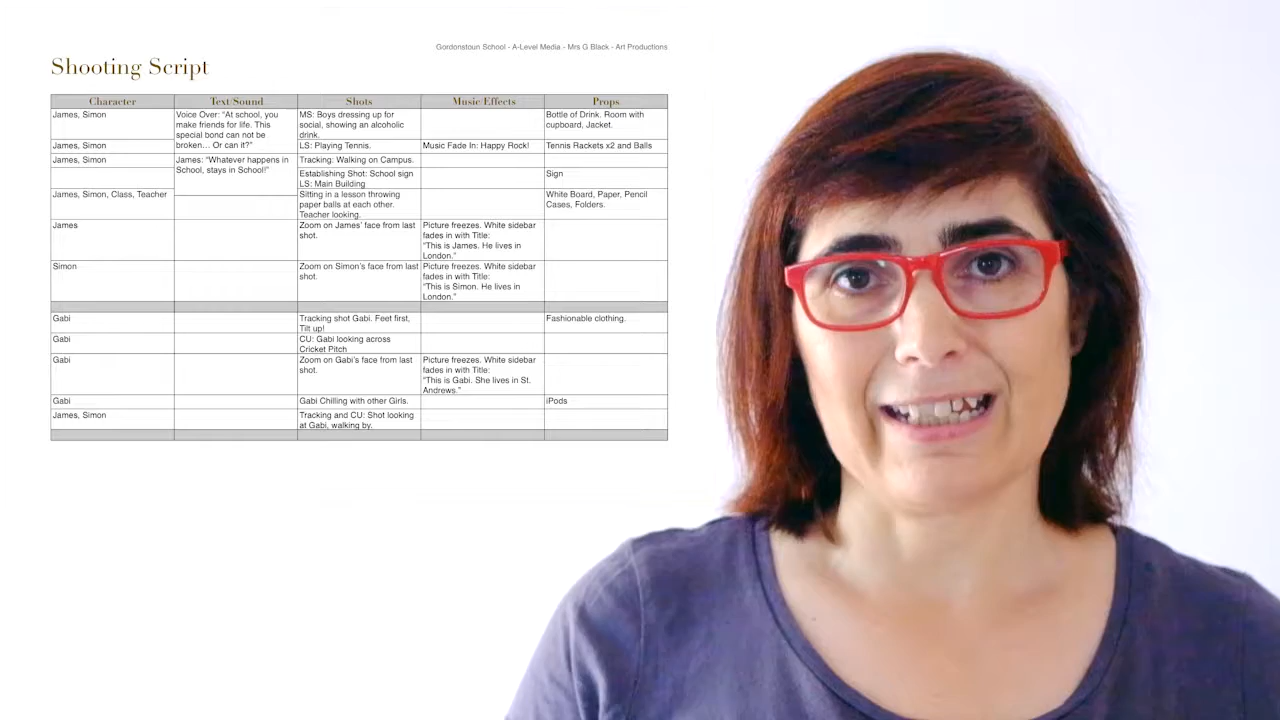 Gordonstoun School - A-Level Media - Mrs G Black - Art Productions
Shooting Script
Character Text/Sound Shots Music/Effects Props
James, Simon
Voice Over: "At school, you
make friends for life. This
special bond can not be
broken… Or can it?"
MS: Boys dressing up for
social, showing an alcoholic
drink.
Bottle of Drink. Room with
cupboard, Jacket.
James, Simon
LS: Playing Tennis.
Music Fade In: Happy Rock!
Tennis Rackets x2 and Balls
James, Simon
James: "Whatever happens in
School, stays in School!"
Tracking: Walking on Campus.
Establishing Shot: School sign
LS: Main Building
Sign
James, Simon, Class, Teacher
Sitting in a lesson throwing
paper balls at each other.
Teacher looking.
White Board, Paper, Pencil
Cases, Folders.
James
Zoom on James' face from last
shot.
Picture freezes. White sidebar
fades in with Title:
"This is James. He lives in
London."
Simon
Zoom on Simon's face from last
shot.
Picture freezes. White sidebar
fades in with Title:
"This is Simon. He lives in
London."
Gabi
Tracking shot Gabi. Feet first,
Tilt up!
Fashionable clothing.
Gabi
CU: Gabi looking across
Cricket Pitch
Gabi
Zoom on Gabi's face from last
shot.
Picture freezes. White sidebar
fades in with Title:
"This is Gabi. She lives in St.
Andrews."
Gabi
Gabi Chilling with other Girls.
iPods
James, Simon
Tracking and CU: Shot looking
at Gabi, walking by.